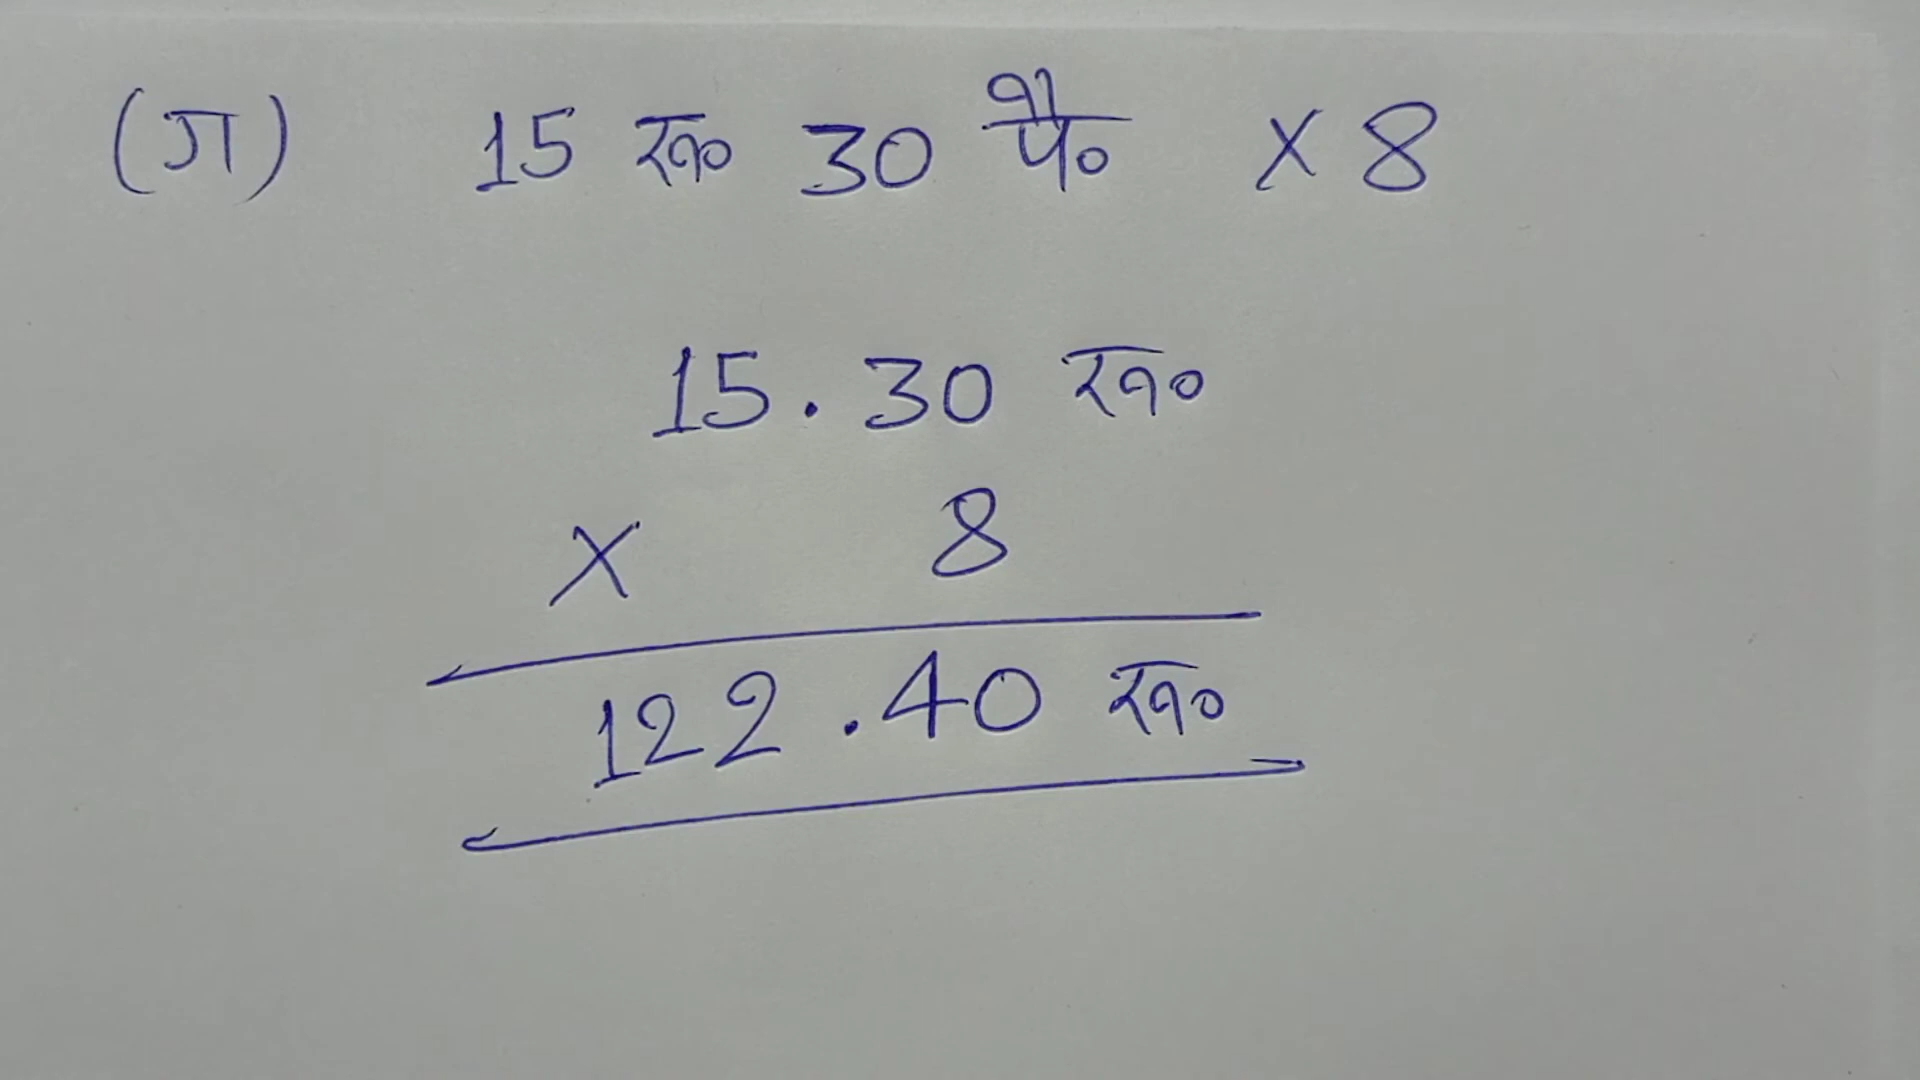 (ग) 15 रू० 30 पै० × 8
15.30 रु०
× 8
122.40 रु०